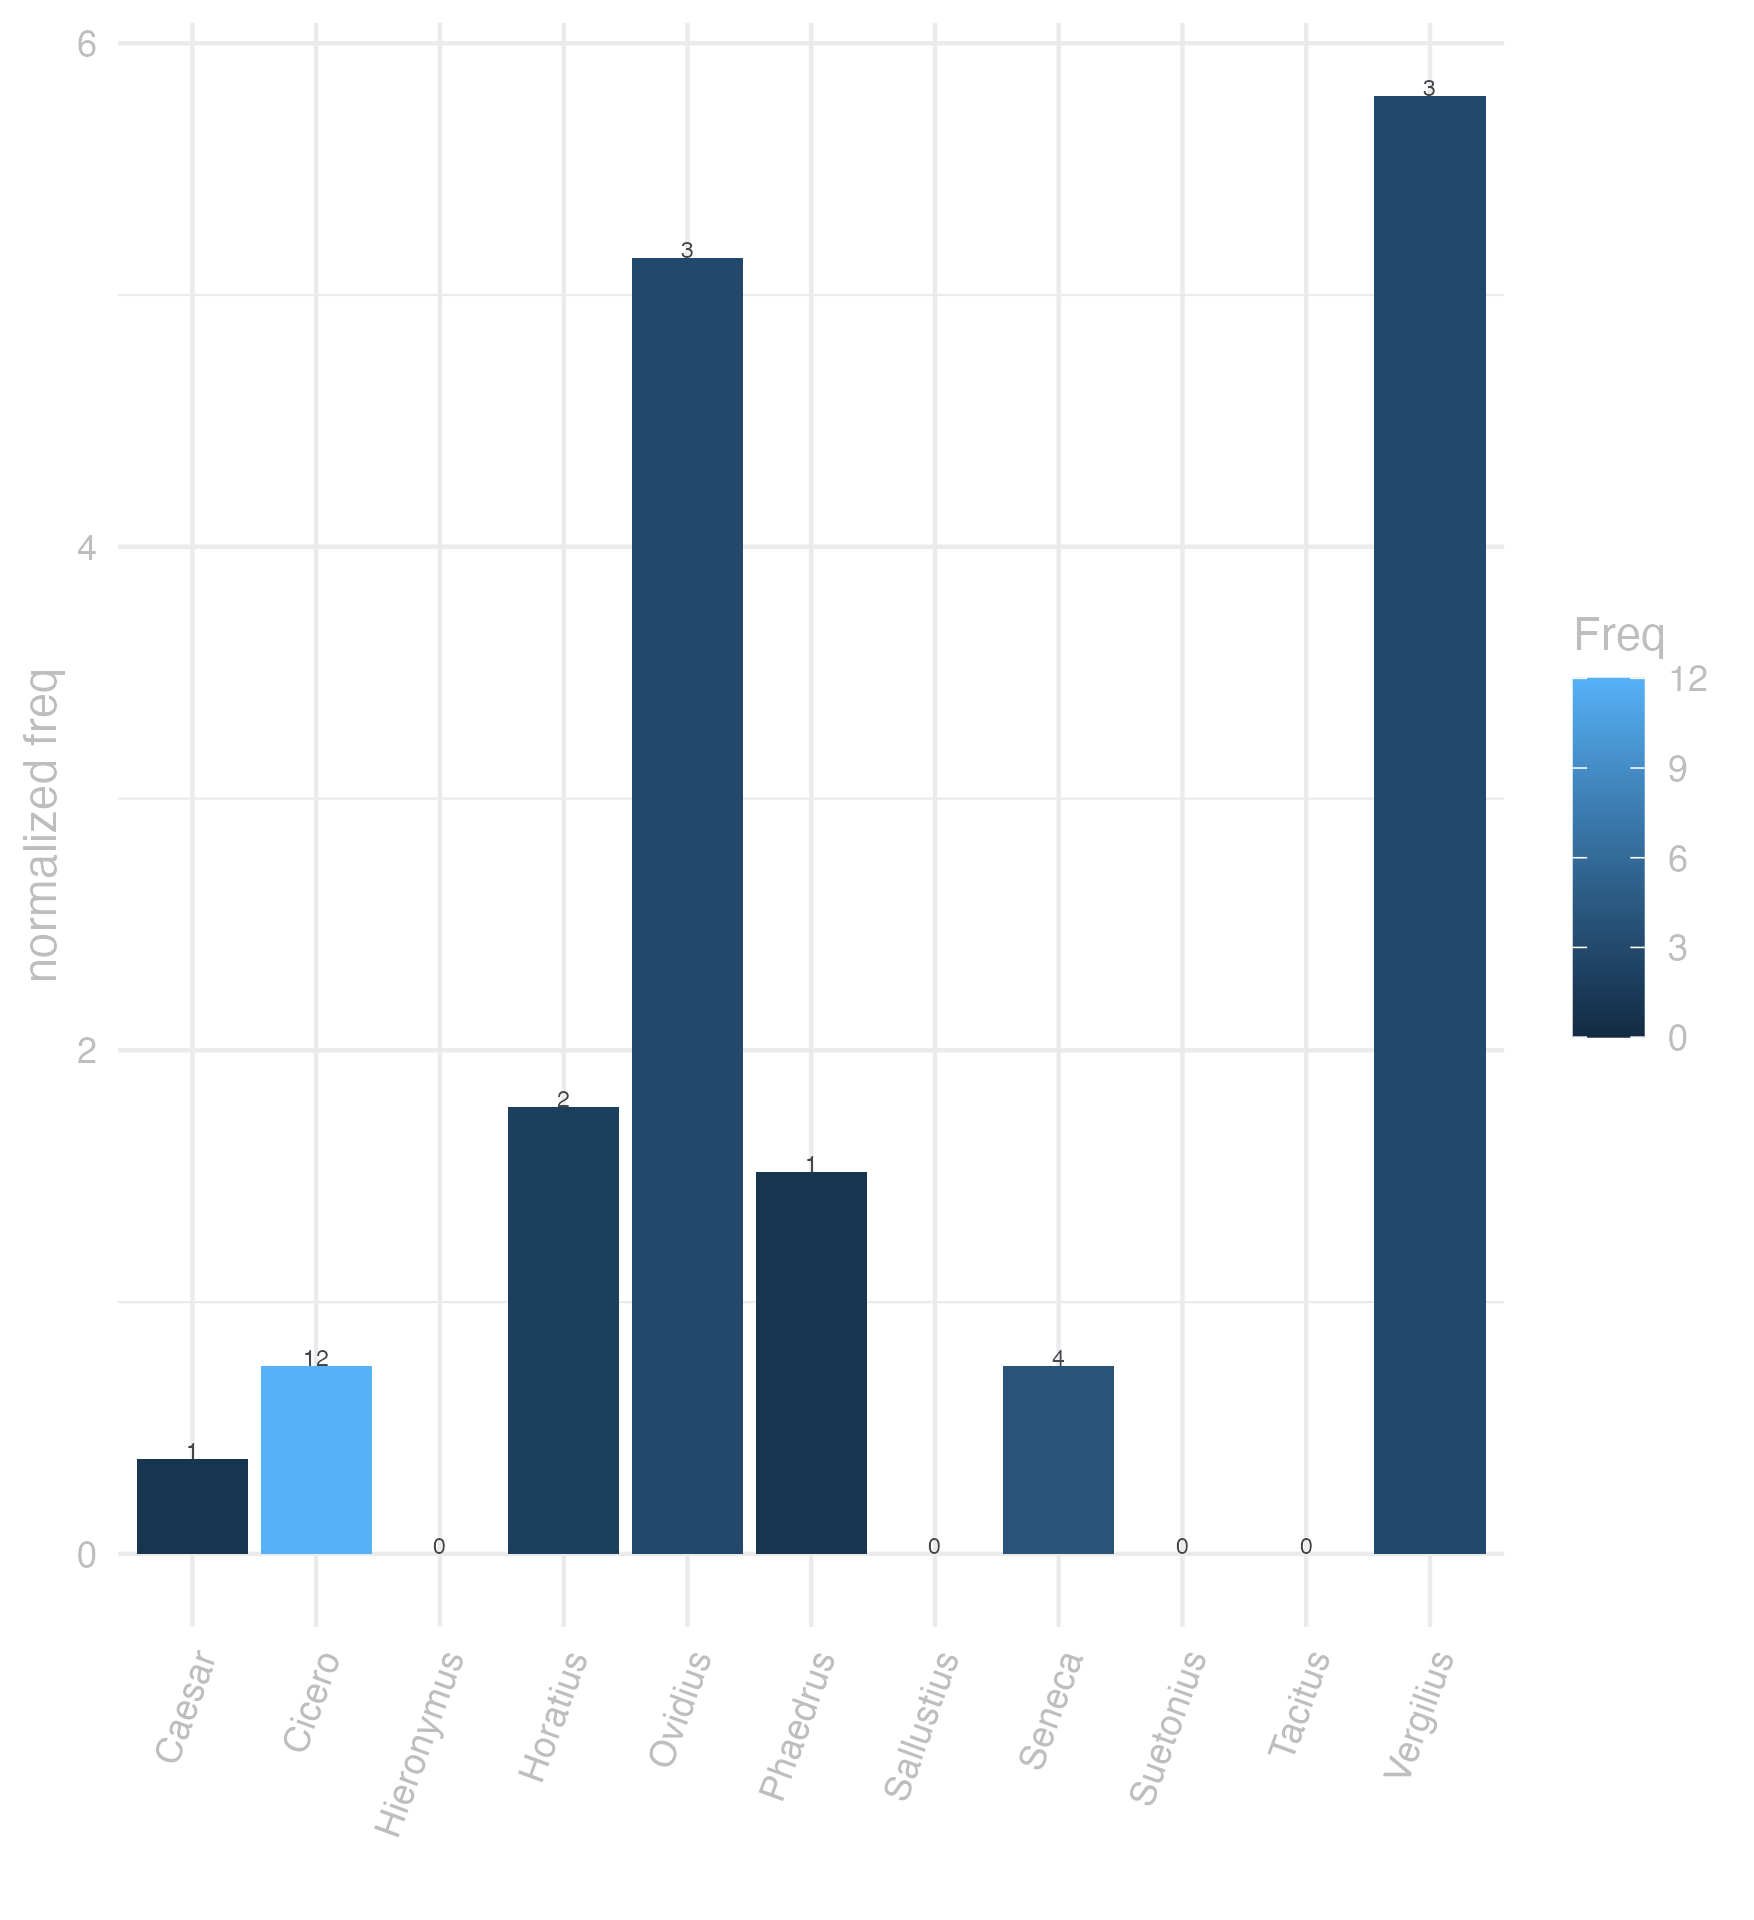 normalized freq
6
4
2
0
3
3
2
1
12
4
1
0
0
0
0
Caesar
Cicero
Hieronymus
Horatius
Ovidius
Phaedrus
Sallustius
Seneca
Suetonius
Tacitus
Vergilius
Freq
12
9
6
3
0